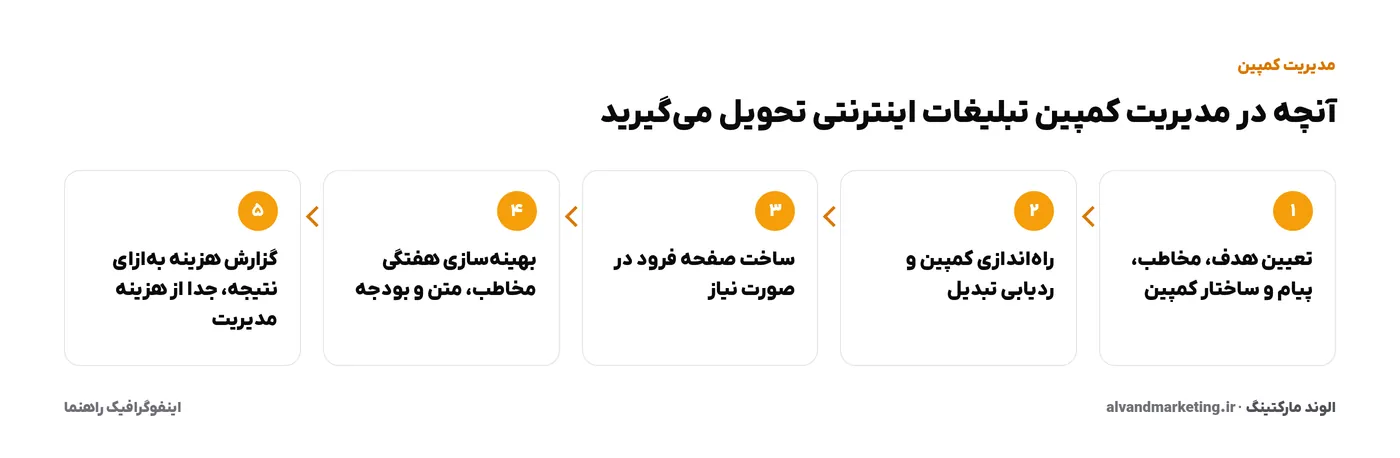 مدیریت کمپین
آنچه در مدیریت کمپین تبلیغات اینترنتی تحویل می‌گیرید
۱
تعیین هدف، مخاطب،
پیام و ساختار کمپین
۲
راه‌اندازی کمپین و
ردیابی تبدیل
۳
ساخت صفحه فرود در
صورت نیاز
۴
بهینه‌سازی هفتگی
مخاطب، متن و بودجه
۵
گزارش هزینه به‌ازای
نتیجه، جدا از هزینه
مدیریت
الوند مارکتینگ · alvandmarketing.ir
اینفوگرافیک راهنما